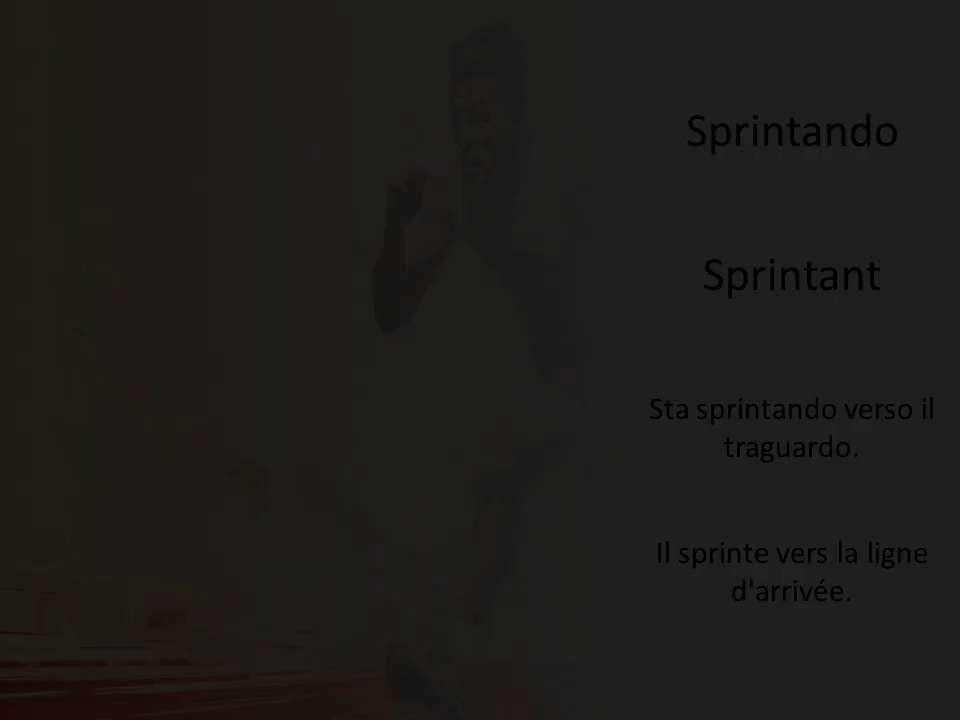 Sprintando
Sprintant
Sta sprintando verso il
traguardo.
Il sprinte vers la ligne
d'arrivée.